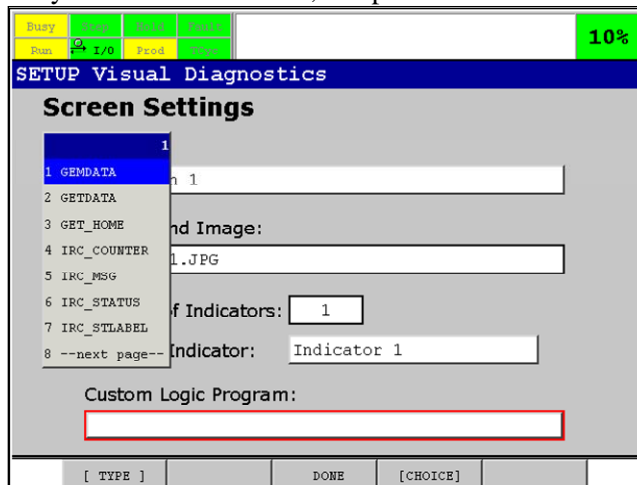 Busy Step Hold Fault
Run I/O Prod TCyc
10%
SETUP Visual Diagnostics
Screen Settings
1
1 GEMDATA
2 GETDATA
3 GET_HOME
4 IRC_COUNTER
5 IRC_MSG
6 IRC_STATUS
7 IRC_STLABEL
8 --next page--
n 1
nd Image:
1.JPG
of Indicators: 1
Indicator: Indicator 1
Custom Logic Program:
[ TYPE ] DONE [CHOICE]